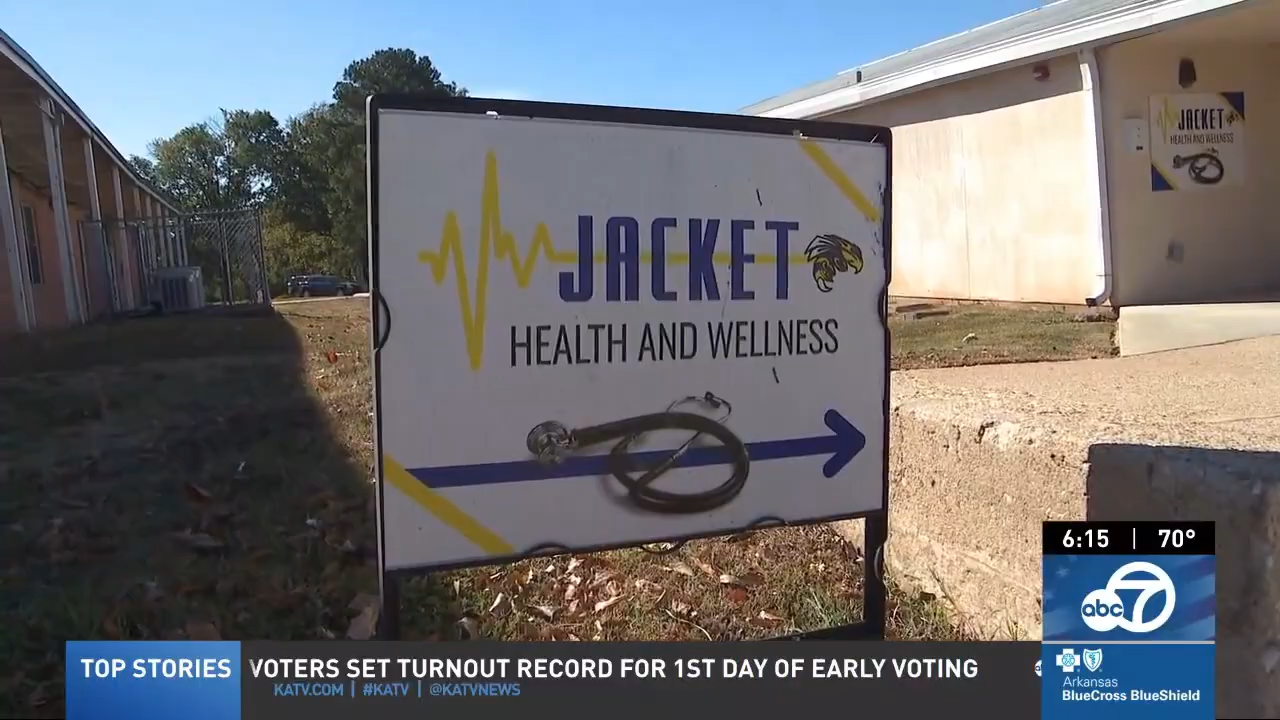 JACKET
HEALTH AND WELLNESS
JACKET
HEALTH AND WELLNESS
6:15 | 70°
abc 7
TOP STORIES
VOTERS SET TURNOUT RECORD FOR 1ST DAY OF EARLY VOTING
KATV.COM | #KATV | @KATVNEWS
Arkansas
BlueCross BlueShield